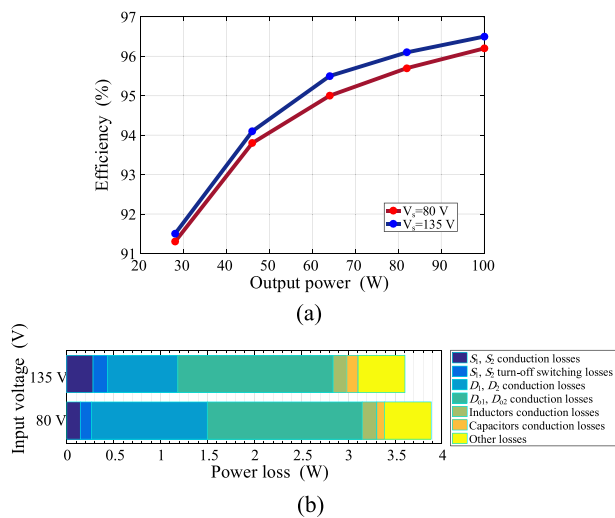 97
96
95
94
93
92
91
Efficiency (%)
20 30 40 50 60 70 80 90 100
Output power (W)
Vs=80 V
Vs=135 V
(a)
Input voltage (V)
135 V
80 V
0 0.5 1 1.5 2 2.5 3 3.5 4
Power loss (W)
S1, S2 conduction losses
S1, S2 turn-off switching losses
D1, D2 conduction losses
Do1, Do2 conduction losses
Inductors conduction losses
Capacitors conduction losses
Other losses
(b)